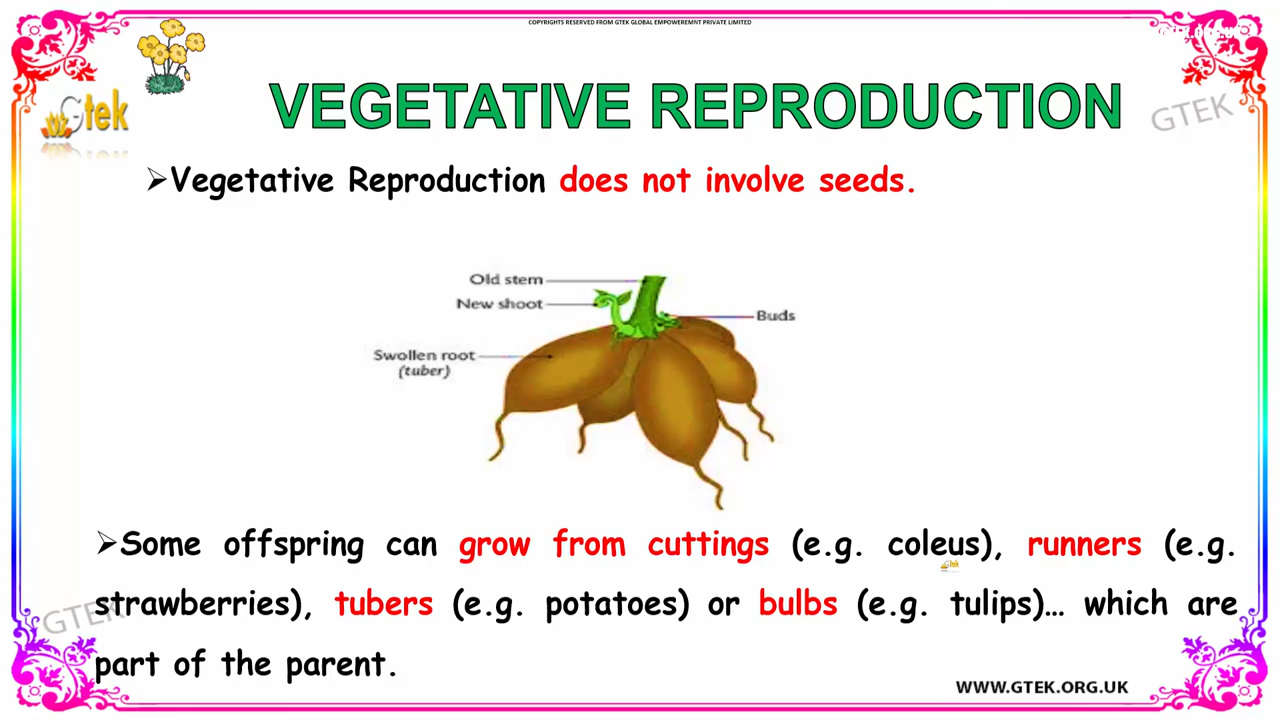 COPYRIGHTS RESERVED FROM GTEK GLOBAL EMPOWEREMNT PRIVATE LIMITED
Gtek
GTEK
VEGETATIVE REPRODUCTION
➢Vegetative Reproduction does not involve seeds.
Old stem
New shoot
Buds
Swollen root
(tuber)
➢Some offspring can grow from cuttings (e.g. coleus), runners (e.g.
Gtek
strawberries), tubers (e.g. potatoes) or bulbs (e.g. tulips)... which are
GTEK
part of the parent.
WWW.GTEK.ORG.UK